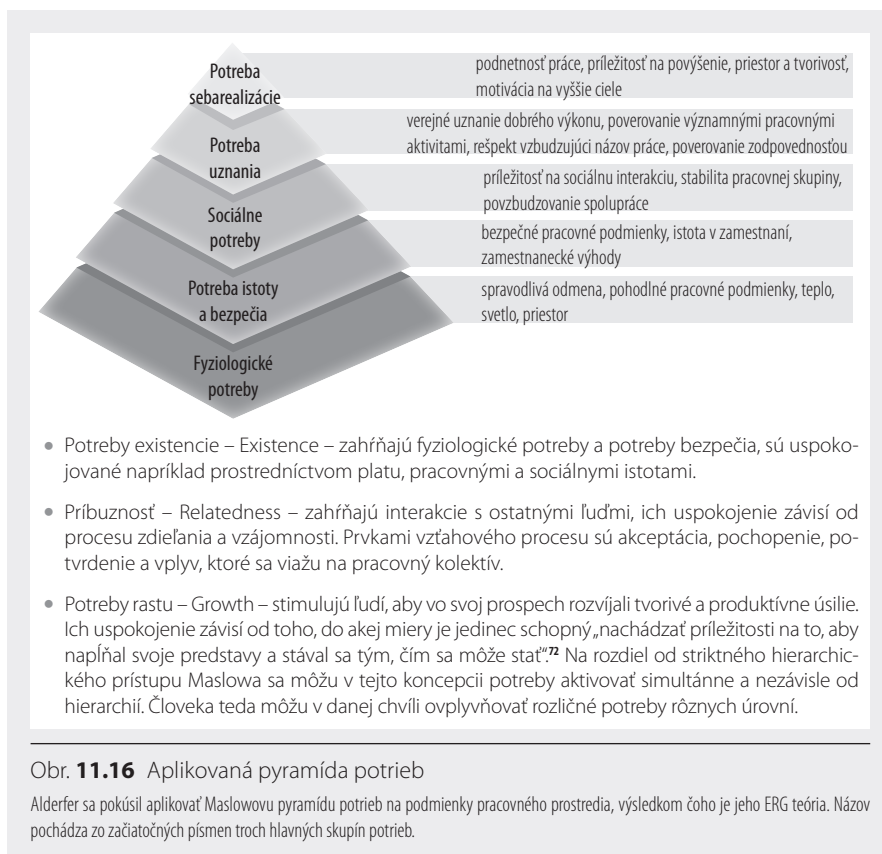 Potreba
sebarealizácie
podnetnosť práce, príležitosť na povýšenie, priestor a tvorivosť,
motivácia na vyššie ciele
Potreba
uznania
verejné uznanie dobrého výkonu, poverovanie významnými pracovnými
aktivitami, rešpekt vzbudzujúci názov práce, poverovanie zodpovednosťou
Sociálne
potreby
príležitosť na sociálnu interakciu, stabilita pracovnej skupiny,
povzbudzovanie spolupráce
Potreba istoty
a bezpečia
bezpečné pracovné podmienky, istota v zamestnaní,
zamestnanecké výhody
Fyziologické
potreby
spravodlivá odmena, pohodlné pracovné podmienky, teplo,
svetlo, priestor
• Potreby existencie – Existence – zahŕňajú fyziologické potreby a potreby bezpečia, sú uspoko-
jované napríklad prostredníctvom platu, pracovnými a sociálnymi istotami.
• Príbuznosť – Relatedness – zahŕňajú interakcie s ostatnými ľuďmi, ich uspokojenie závisí od
procesu zdieľania a vzájomnosti. Prvkami vzťahového procesu sú akceptácia, pochopenie, po-
tvrdenie a vplyv, ktoré sa viažu na pracovný kolektív.
• Potreby rastu – Growth – stimulujú ľudí, aby vo svoj prospech rozvíjali tvorivé a produktívne úsilie.
Ich uspokojenie závisí od toho, do akej miery je jedinec schopný „nachádzať príležitosti na to, aby
napĺňal svoje predstavy a stával sa tým, čím sa môže stať“.72 Na rozdiel od striktného hierarchic-
kého prístupu Maslowa sa môžu v tejto koncepcii potreby aktivovať simultánne a nezávisle od
hierarchií. Človeka teda môžu v danej chvíli ovplyvňovať rozličné potreby rôznych úrovní.
Obr. 11.16 Aplikovaná pyramída potrieb
Alderfer sa pokúsil aplikovať Maslowovu pyramídu potrieb na podmienky pracovného prostredia, výsledkom čoho je jeho ERG teória. Názov
pochádza zo začiatočných písmen troch hlavných skupín potrieb.